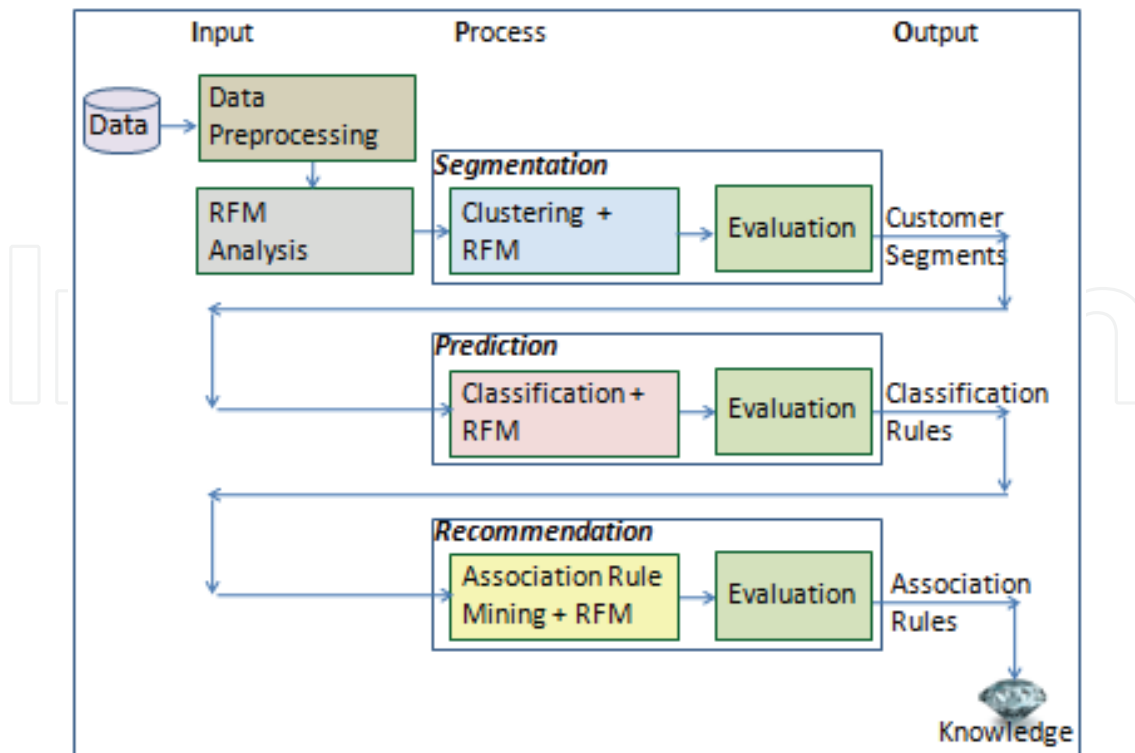 Input Process Output
Data
Data
Preprocessing
RFM
Analysis
Segmentation
Clustering +
RFM
Evaluation
Customer
Segments
Prediction
Classification +
RFM
Evaluation
Classification
Rules
Recommendation
Association Rule
Mining + RFM
Evaluation
Association
Rules
Knowledge